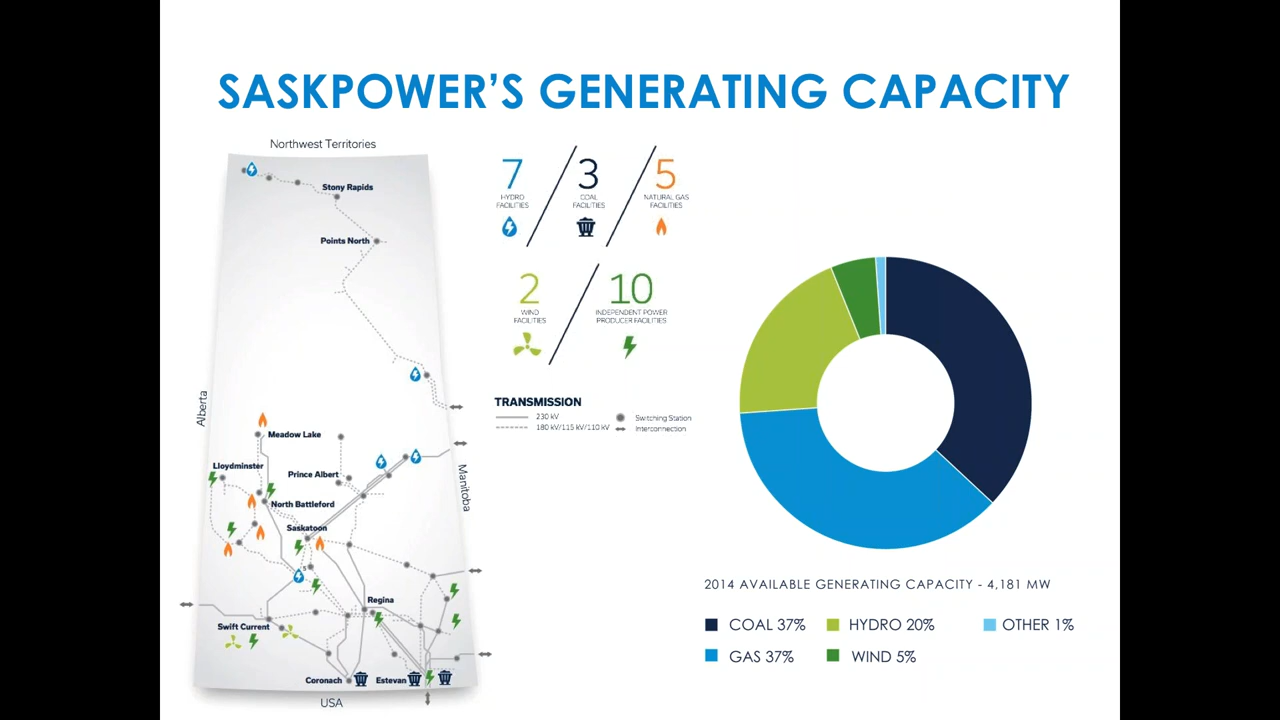 SASKPOWER'S GENERATING CAPACITY
Northwest Territories
Stony Rapids
Points North
Alberta
Meadow Lake
Lloydminster
Prince Albert
Manitoba
North Battleford
Saskatoon
5
Regina
Swift Current
Coronach
Estevan
USA
7
HYDRO
FACILITIES
3
COAL
FACILITIES
5
NATURAL GAS
FACILITIES
2
WIND
FACILITIES
10
INDEPENDENT POWER
PRODUCER FACILITIES
TRANSMISSION
230 kV
180 kV/115 kV/110 kV
Switching Station
Interconnection
2014 AVAILABLE GENERATING CAPACITY - 4,181 MW
COAL 37%
HYDRO 20%
OTHER 1%
GAS 37%
WIND 5%